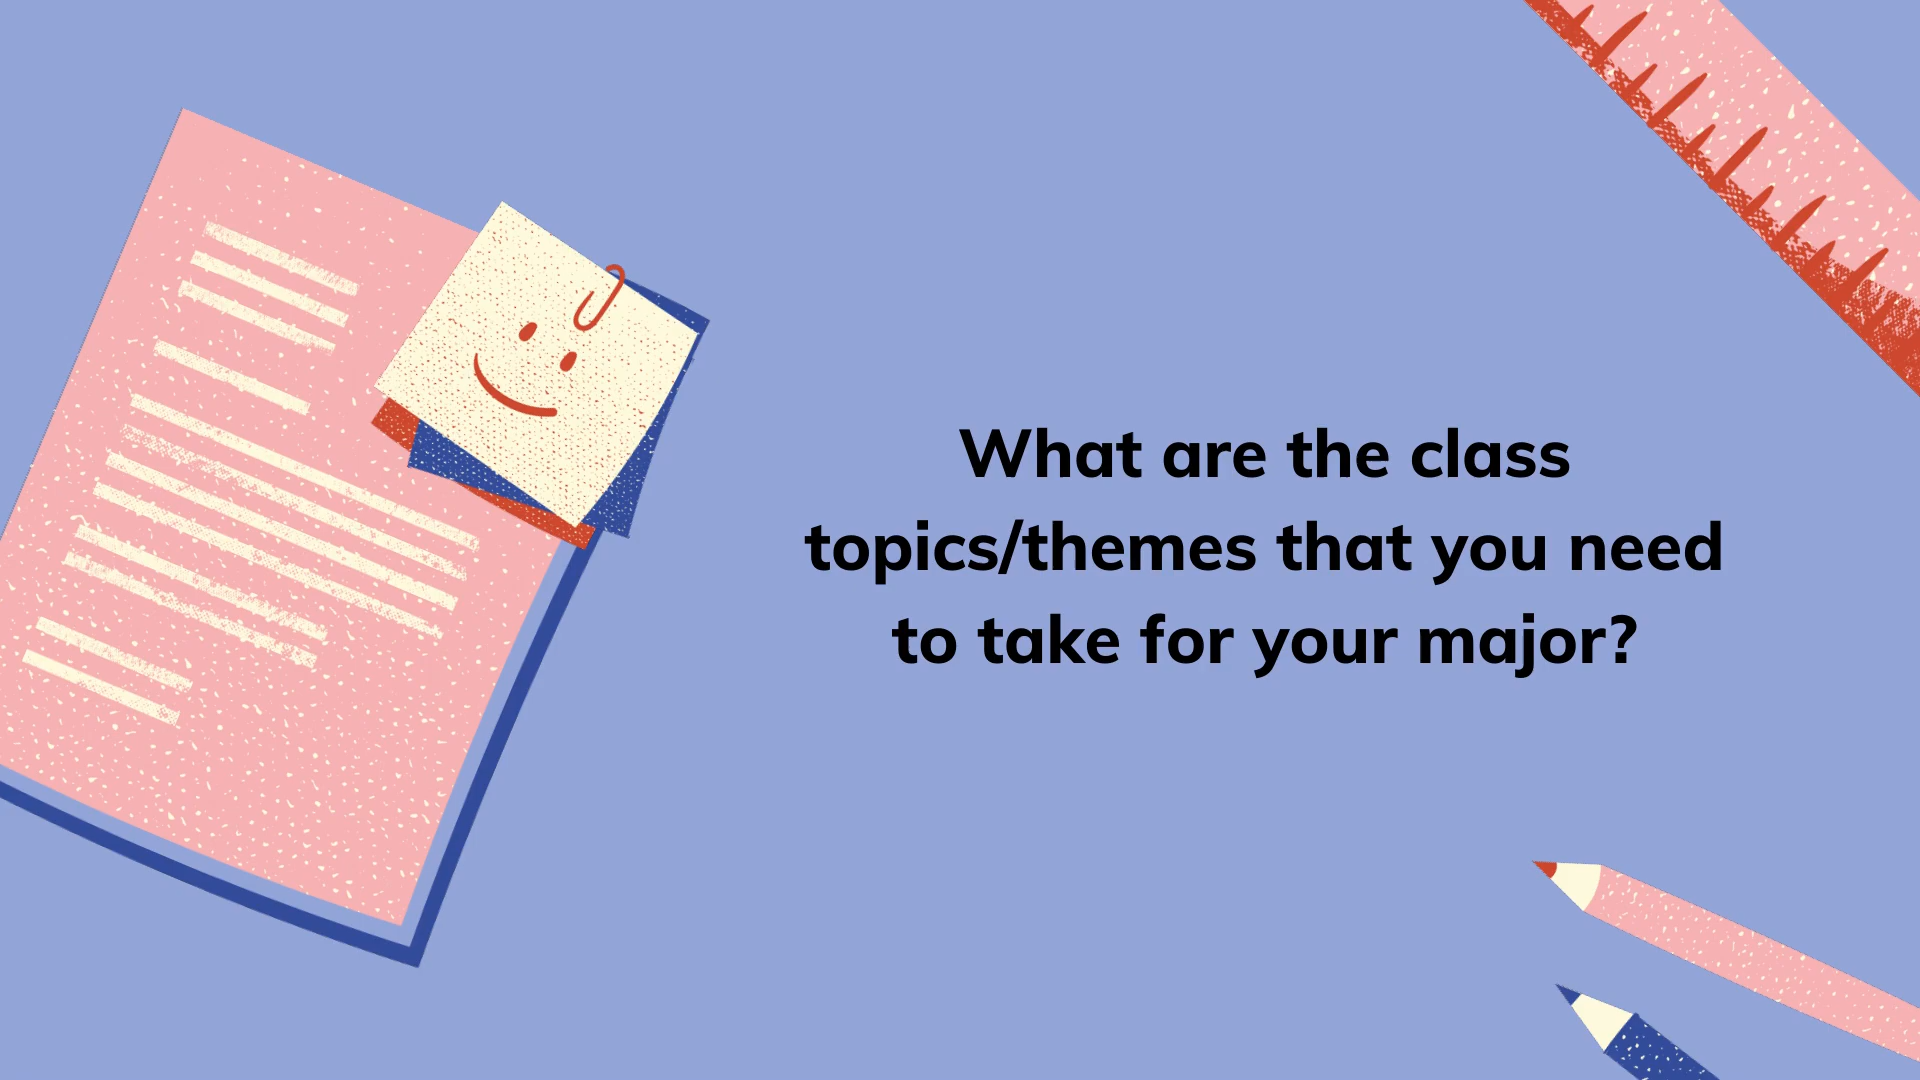 What are the class
topics/themes that you need
to take for your major?